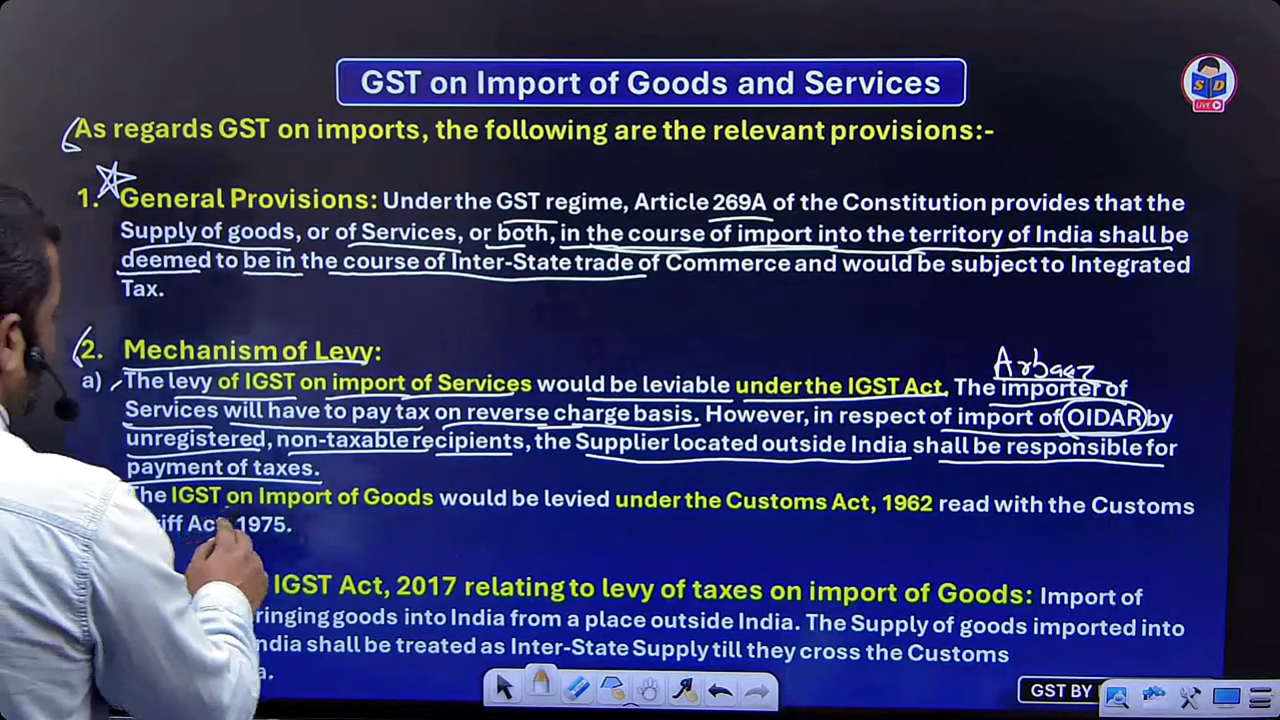 GST on Import of Goods and Services
S D
LIVE
As regards GST on imports, the following are the relevant provisions:-
1. General Provisions: Under the GST regime, Article 269A of the Constitution provides that the
Supply of goods, or of Services, or both, in the course of import into the territory of India shall be
deemed to be in the course of Inter-State trade of Commerce and would be subject to Integrated
Tax.
2. Mechanism of Levy:
Arbaaz
a) The levy of IGST on import of Services would be leviable under the IGST Act. The importer of
Services will have to pay tax on reverse charge basis. However, in respect of import of OIDAR by
unregistered, non-taxable recipients, the Supplier located outside India shall be responsible for
payment of taxes.
The IGST on Import of Goods would be levied under the Customs Act, 1962 read with the Customs
iff Act, 1975.
IGST Act, 2017 relating to levy of taxes on import of Goods: Import of
ringing goods into India from a place outside India. The Supply of goods imported into
ndia shall be treated as Inter-State Supply till they cross the Customs
a.
GST BY